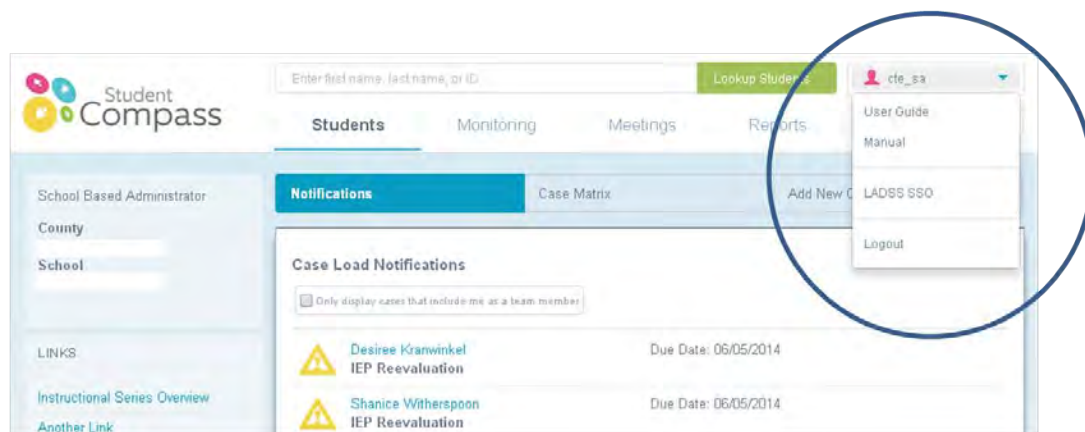 Student
Compass
Enter first name, last name, or ID
Lookup Students
cte_sa
User Guide
Manual
LADSS SSO
Logout
Students
Monitoring
Meetings
Reports
School Based Administrator
County
School
LINKS
Instructional Series Overview
Another Link
Notifications
Case Matrix
Add New
Case Load Notifications
Only display cases that include me as a team member
Desiree Kranwinkel
IEP Reevaluation
Due Date: 06/05/2014
Shanice Witherspoon
IEP Reevaluation
Due Date: 06/05/2014